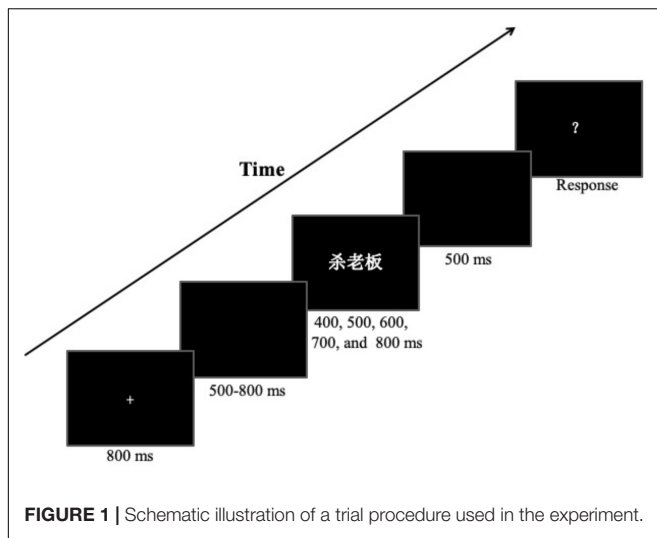 Time
?
Response
500 ms
杀老板
400, 500, 600,
700, and 800 ms
500-800 ms
+
800 ms
FIGURE 1 | Schematic illustration of a trial procedure used in the experiment.